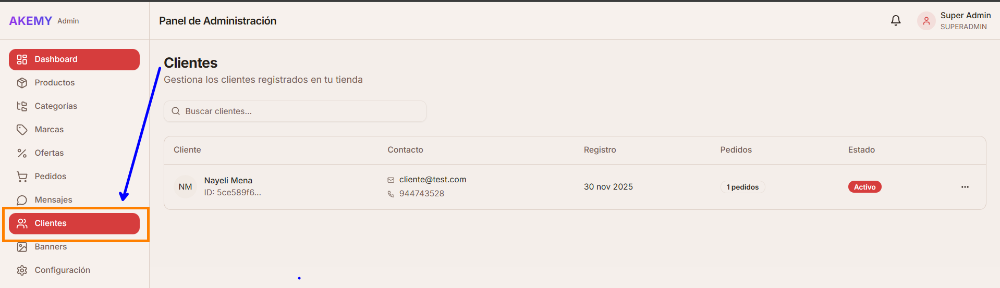 AKEMY Admin
Panel de Administración
Super Admin
SUPERADMIN
Dashboard
Productos
Categorías
Marcas
Ofertas
Pedidos
Mensajes
Clientes
Banners
Configuración
Clientes
Gestiona los clientes registrados en tu tienda
Buscar clientes...
Cliente Contacto Registro Pedidos Estado
NM
Nayeli Mena
ID: 5ce589f6...
cliente@test.com
944743528
30 nov 2025
1 pedidos
Activo